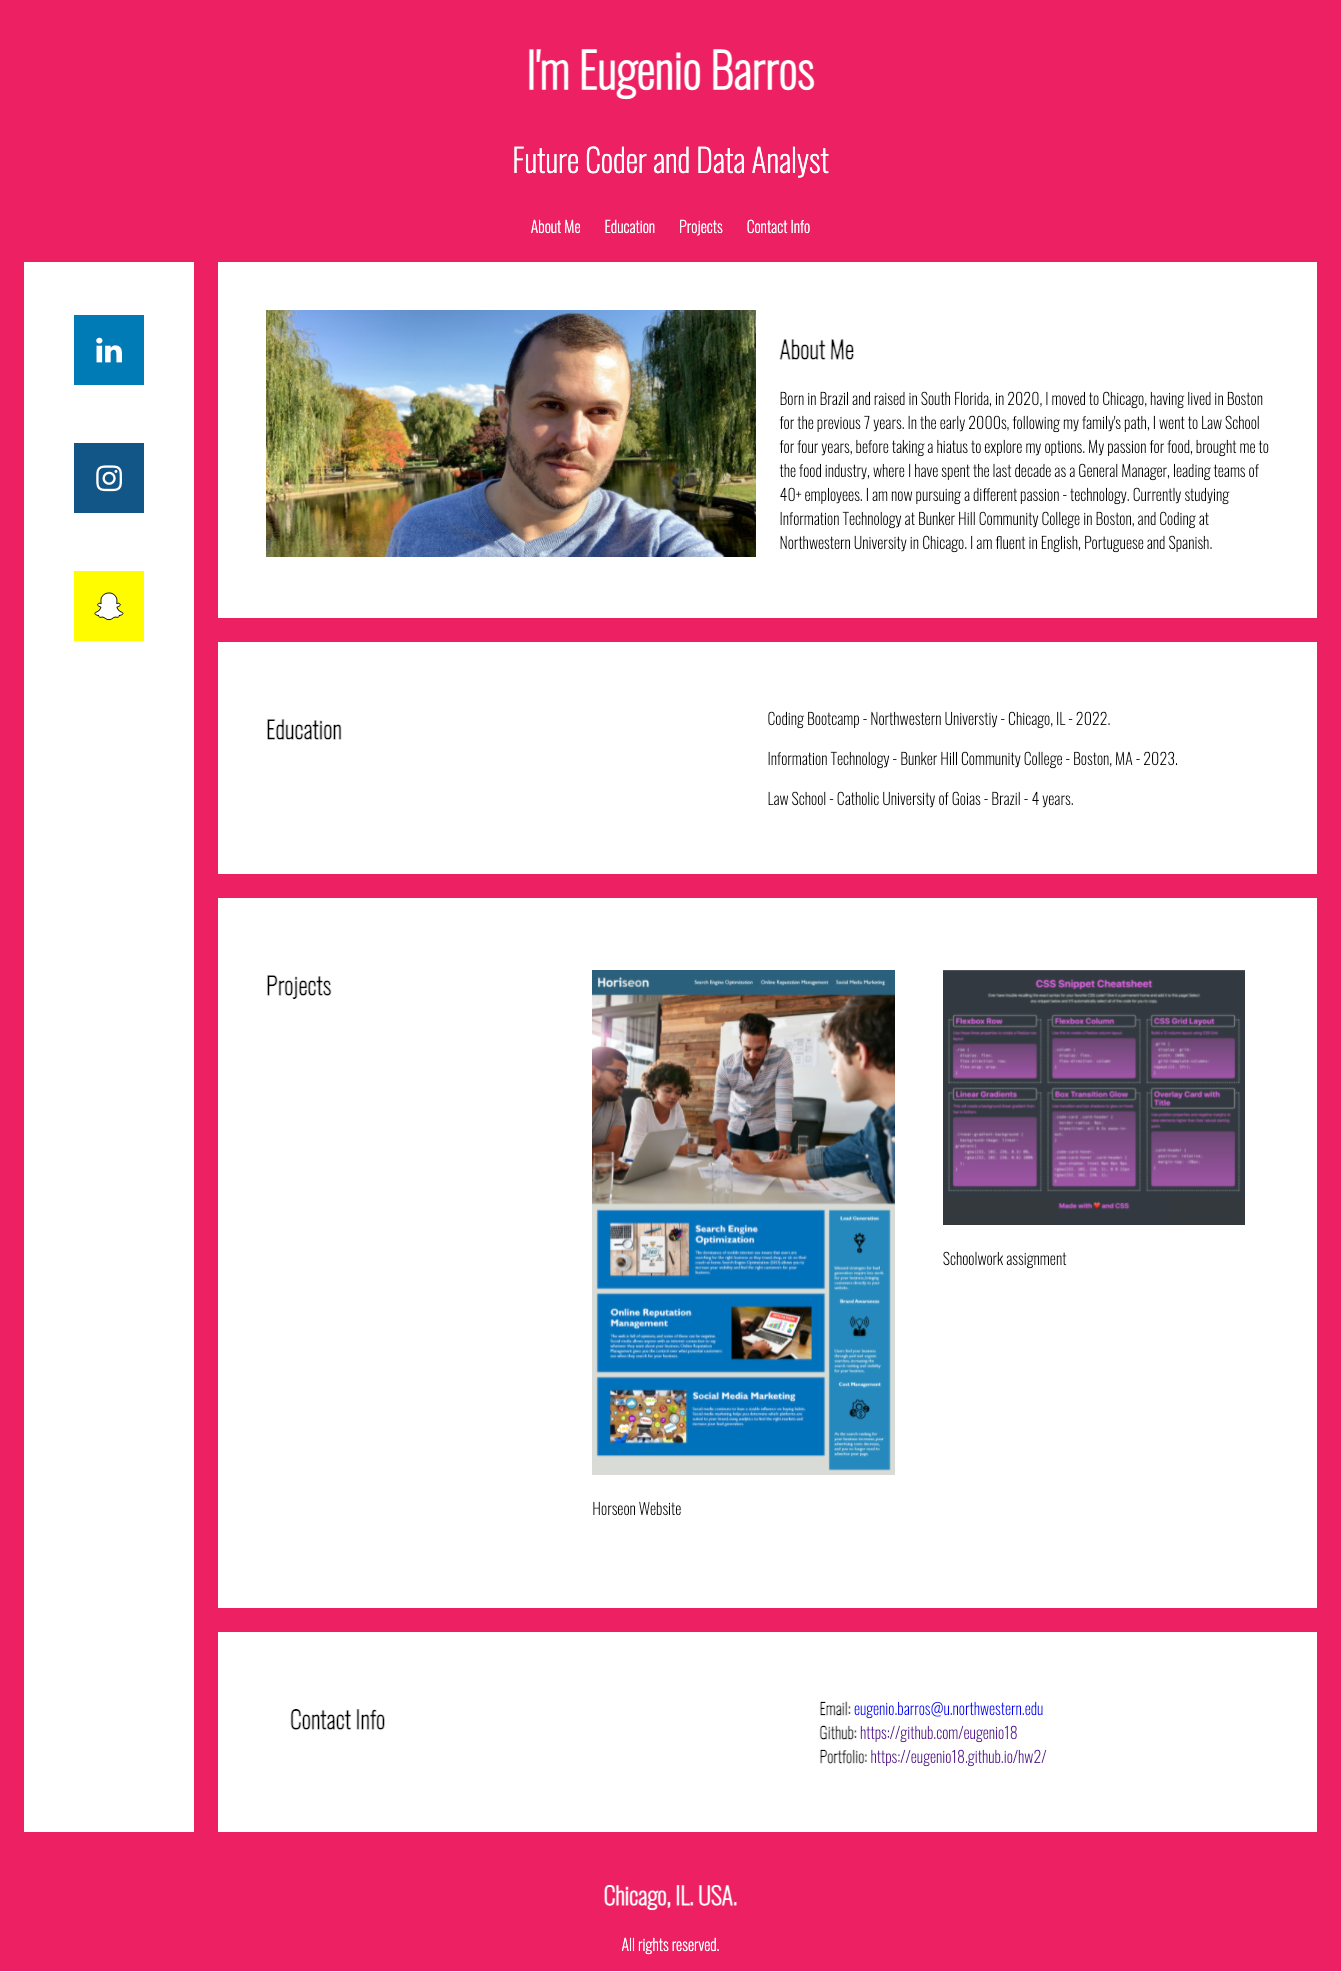 I'm Eugenio Barros
Future Coder and Data Analyst
About Me Education Projects Contact Info
in
About Me
Born in Brazil and raised in South Florida, in 2020, I moved to Chicago, having lived in Boston
for the previous 7 years. In the early 2000s, following my family's path, I went to Law School
for four years, before taking a hiatus to explore my options. My passion for food, brought me to
the food industry, where I have spent the last decade as a General Manager, leading teams of
40+ employees. I am now pursuing a different passion - technology. Currently studying
Information Technology at Bunker Hill Community College in Boston, and Coding at
Northwestern University in Chicago. I am fluent in English, Portuguese and Spanish.
Education
Coding Bootcamp - Northwestern Universtiy - Chicago, IL - 2022.
Information Technology - Bunker Hill Community College - Boston, MA - 2023.
Law School - Catholic University of Goias - Brazil - 4 years.
Projects
Horiseon
Search Engine Optimization Online Reputation Management Social Media Marketing
Search Engine
Optimization
Online Reputation
Management
Social Media Marketing
Lead Generation
Brand Awareness
Cost Management
Horseon Website
CSS Snippet Cheatsheet
Flexbox Row
Flexbox Column
CSS Grid Layout
Linear Gradients
Box Transition Glow
Overlay Card with
Title
Made with ❤ and CSS
Schoolwork assignment
Contact Info
Email: eugenio.barros@u.northwestern.edu
Github: https://github.com/eugenio18
Portfolio: https://eugenio18.github.io/hw2/
Chicago, IL. USA.
All rights reserved.